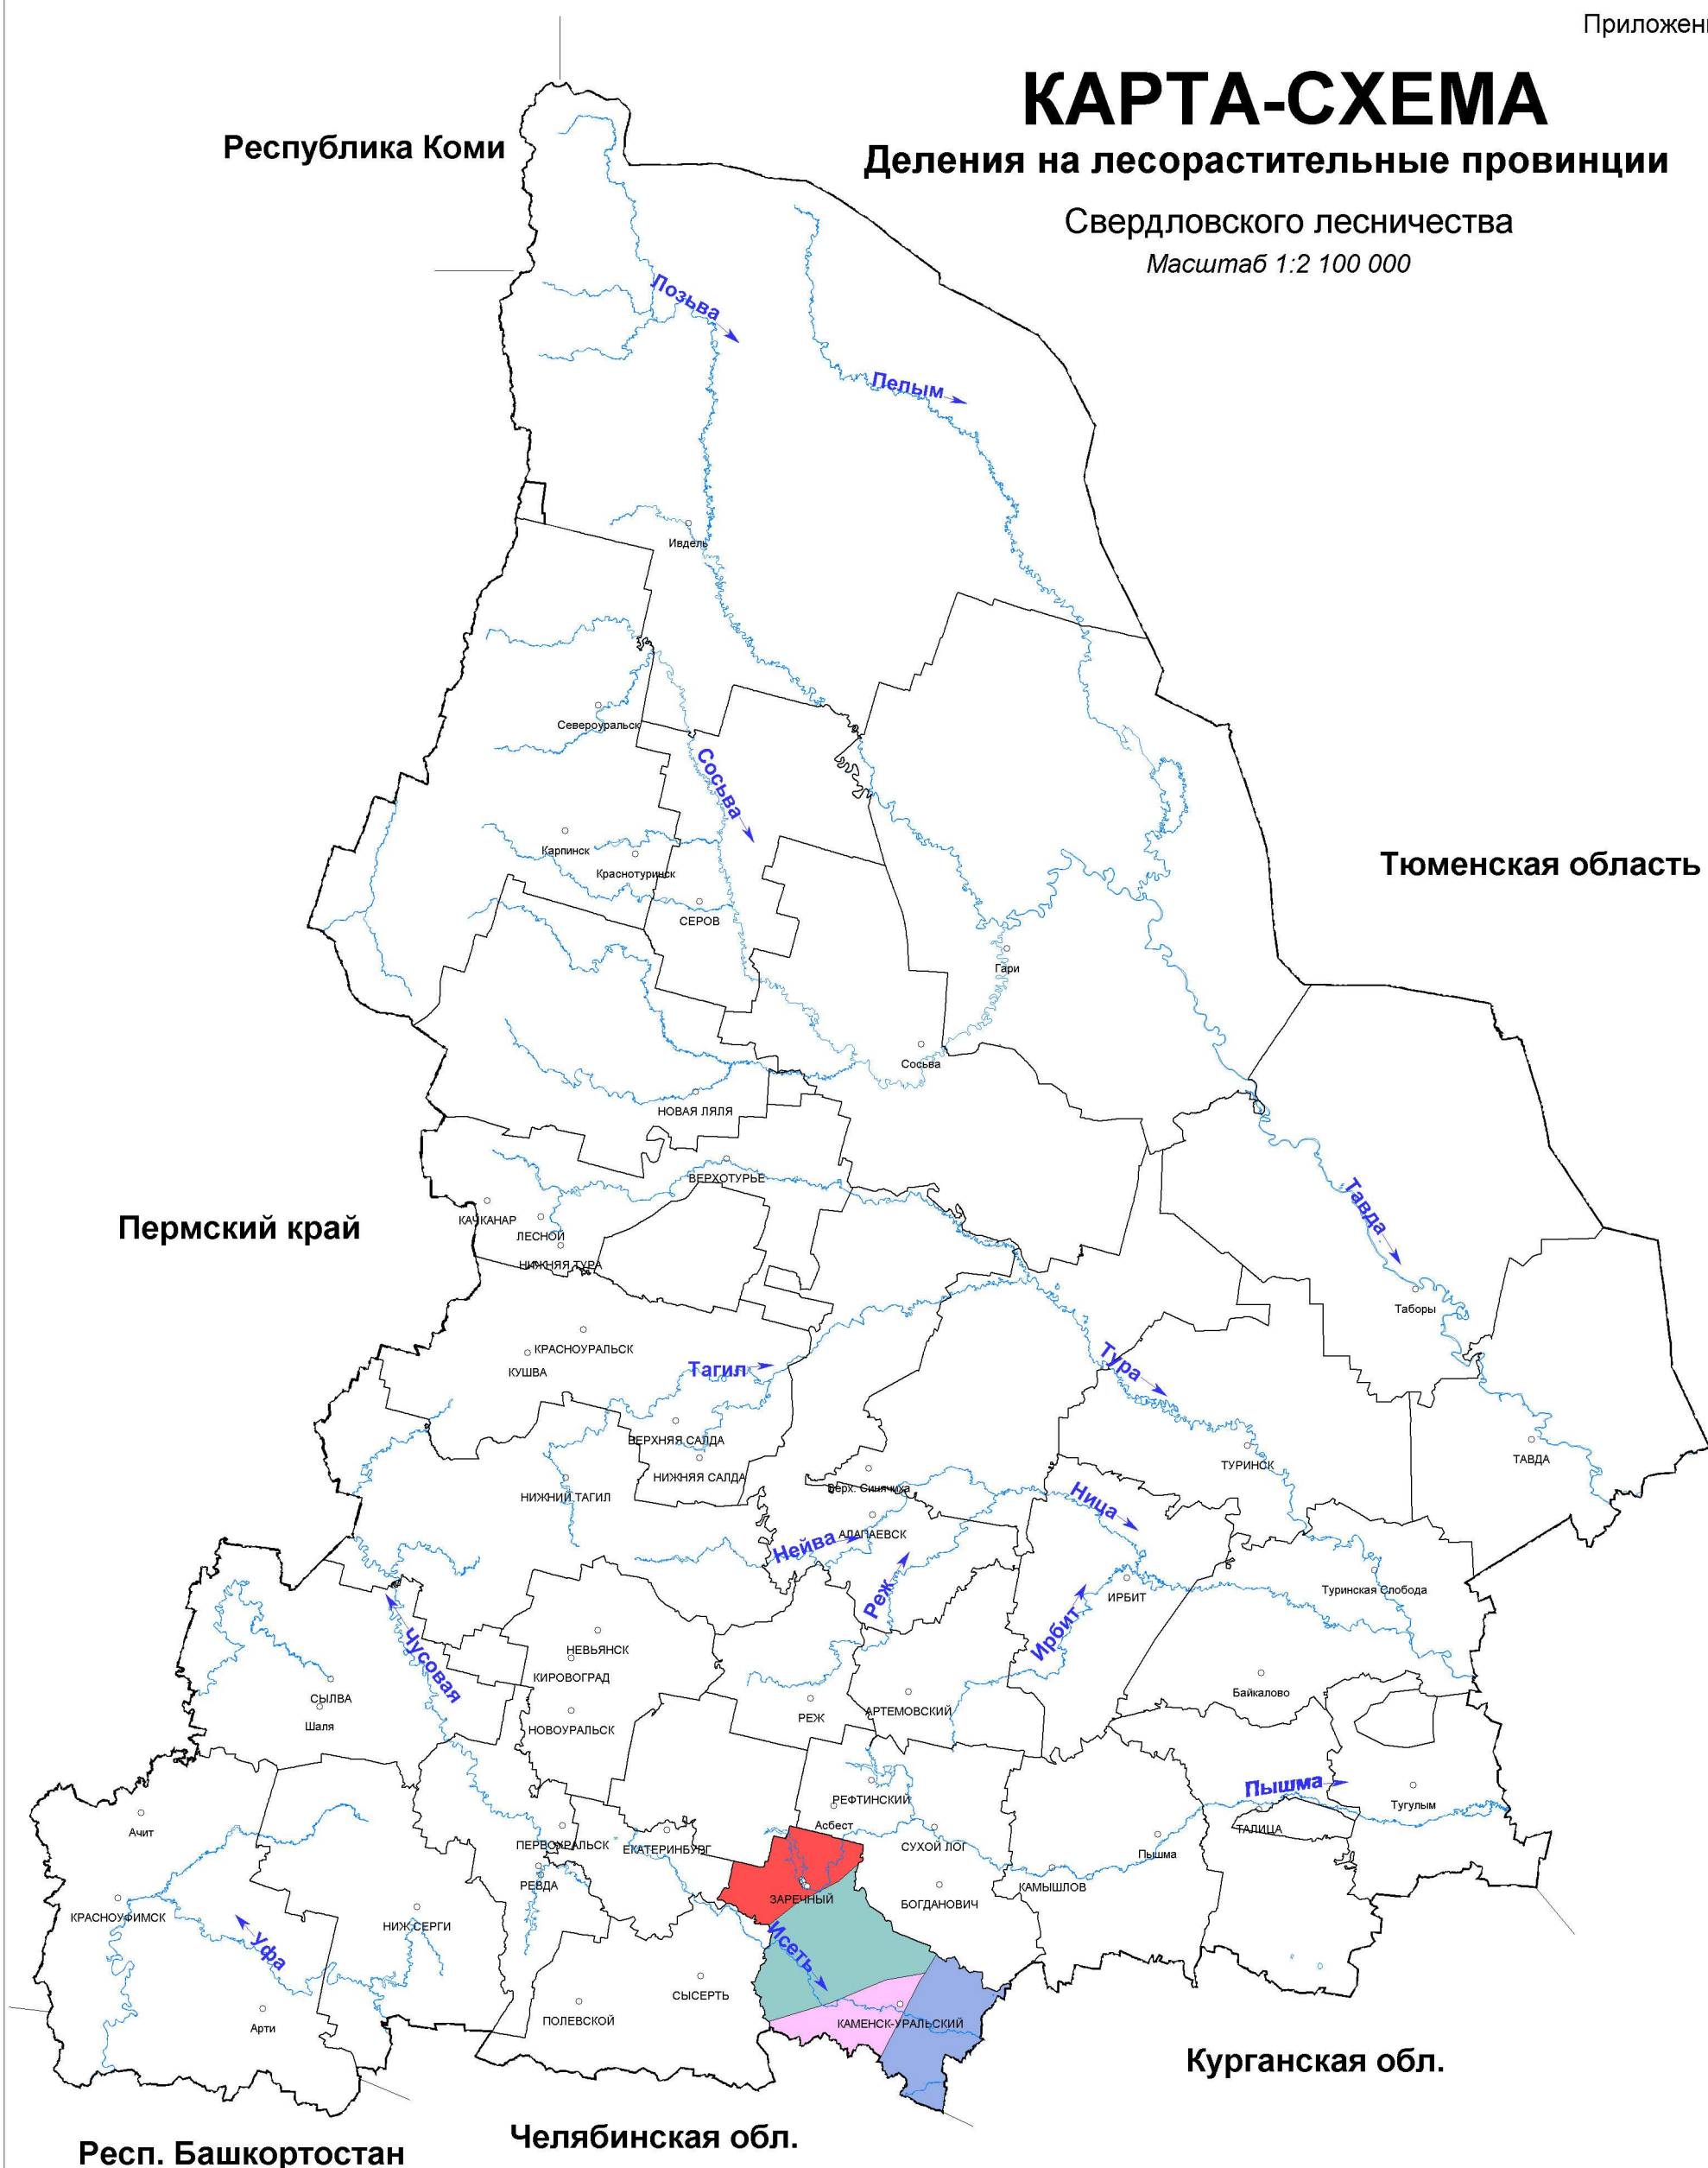 Приложени
КАРТА-СХЕМА
Деления на лесорастительные провинции
Свердловского лесничества
Масштаб 1:2 100 000
Республика Коми
Лозьва
Пелым
Ивдель
Североуральск
Сосьва
Карпинск
Краснотуринск
СЕРОВ
Тюменская область
Гари
Сосьва
НОВАЯ ЛЯЛЯ
ВЕРХОТУРЬЕ
Пермский край
КАЧКАНАР
ЛЕСНОЙ
НИЖНЯЯ ТУРА
Тавда
Таборы
КРАСНОУРАЛЬСК
КУШВА
Тагил
Тура
ВЕРХНЯЯ САЛДА
НИЖНЯЯ САЛДА
ТУРИНСК
ТАВДА
НИЖНИЙ ТАГИЛ
Верх. Синячиха
Ница
АЛАПАЕВСК
Нейва
Реж
ИРБИТ
Туринская Слобода
Ирбит
Чусовая
НЕВЬЯНСК
КИРОВОГРАД
СЫЛВА
Шаля
НОВОУРАЛЬСК
РЕЖ
АРТЕМОВСКИЙ
Байкалово
Пышма
РЕФТИНСКИЙ
Тугулым
Ачит
Асбест
ТАЛИЦА
ПЕРВОУРАЛЬСК
ЕКАТЕРИНБУРГ
СУХОЙ ЛОГ
Пышма
РЕВДА
ЗАРЕЧНЫЙ
КАМЫШЛОВ
БОГДАНОВИЧ
КРАСНОУФИМСК
НИЖ.СЕРГИ
Уфа
Исеть
СЫСЕРТЬ
ПОЛЕВСКОЙ
КАМЕНСК-УРАЛЬСКИЙ
Арти
Курганская обл.
Челябинская обл.
Респ. Башкортостан